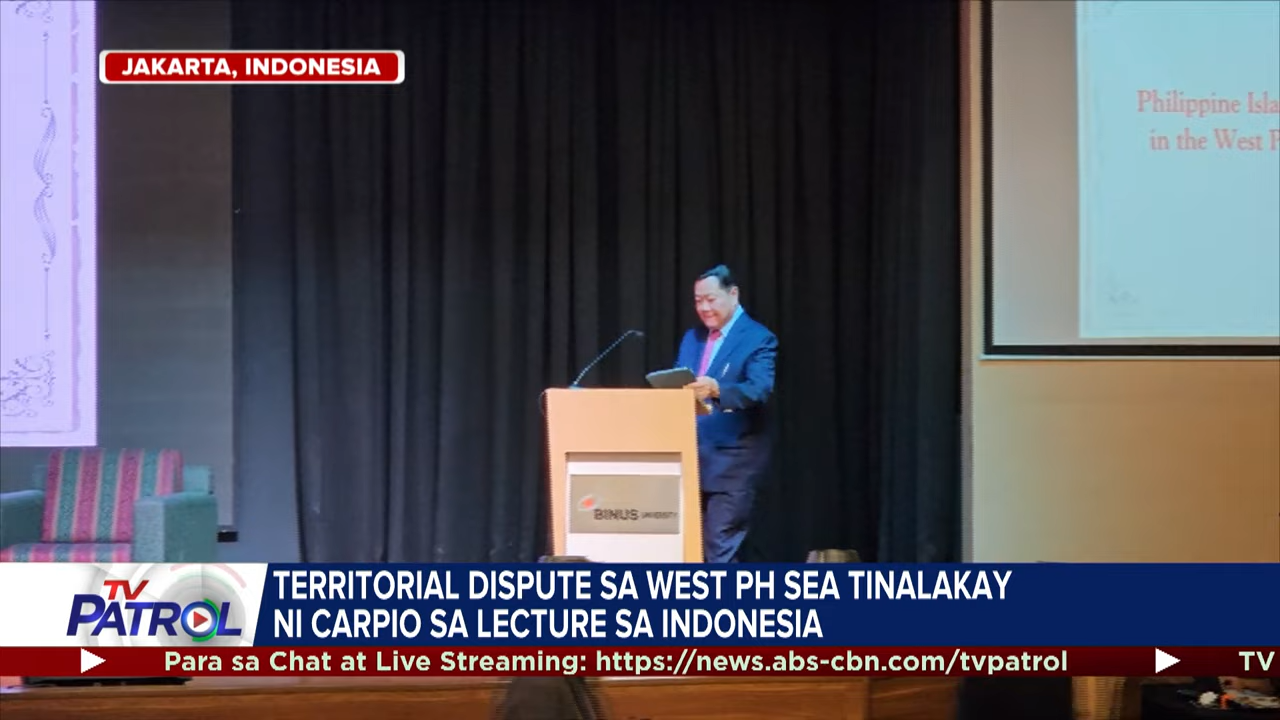 JAKARTA, INDONESIA
Philippine Isla
in the West
BINUS UNIVERSITY
TV PATROL
TERRITORIAL DISPUTE SA WEST PH SEA TINALAKAY
NI CARPIO SA LECTURE SA INDONESIA
Para sa Chat at Live Streaming: https://news.abs-cbn.com/tvpatrol
TV